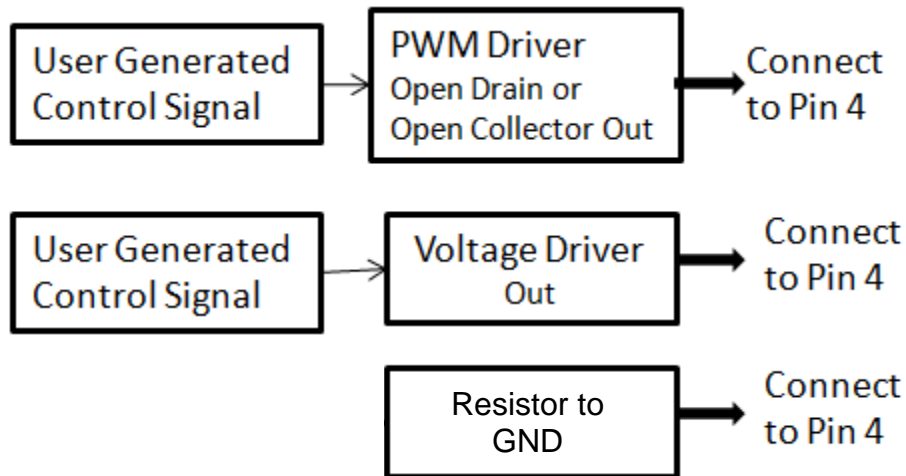 User Generated
Control Signal
PWM Driver
Open Drain or
Open Collector Out
Connect
to Pin 4
User Generated
Control Signal
Voltage Driver
Out
Connect
to Pin 4
Resistor to
GND
Connect
to Pin 4